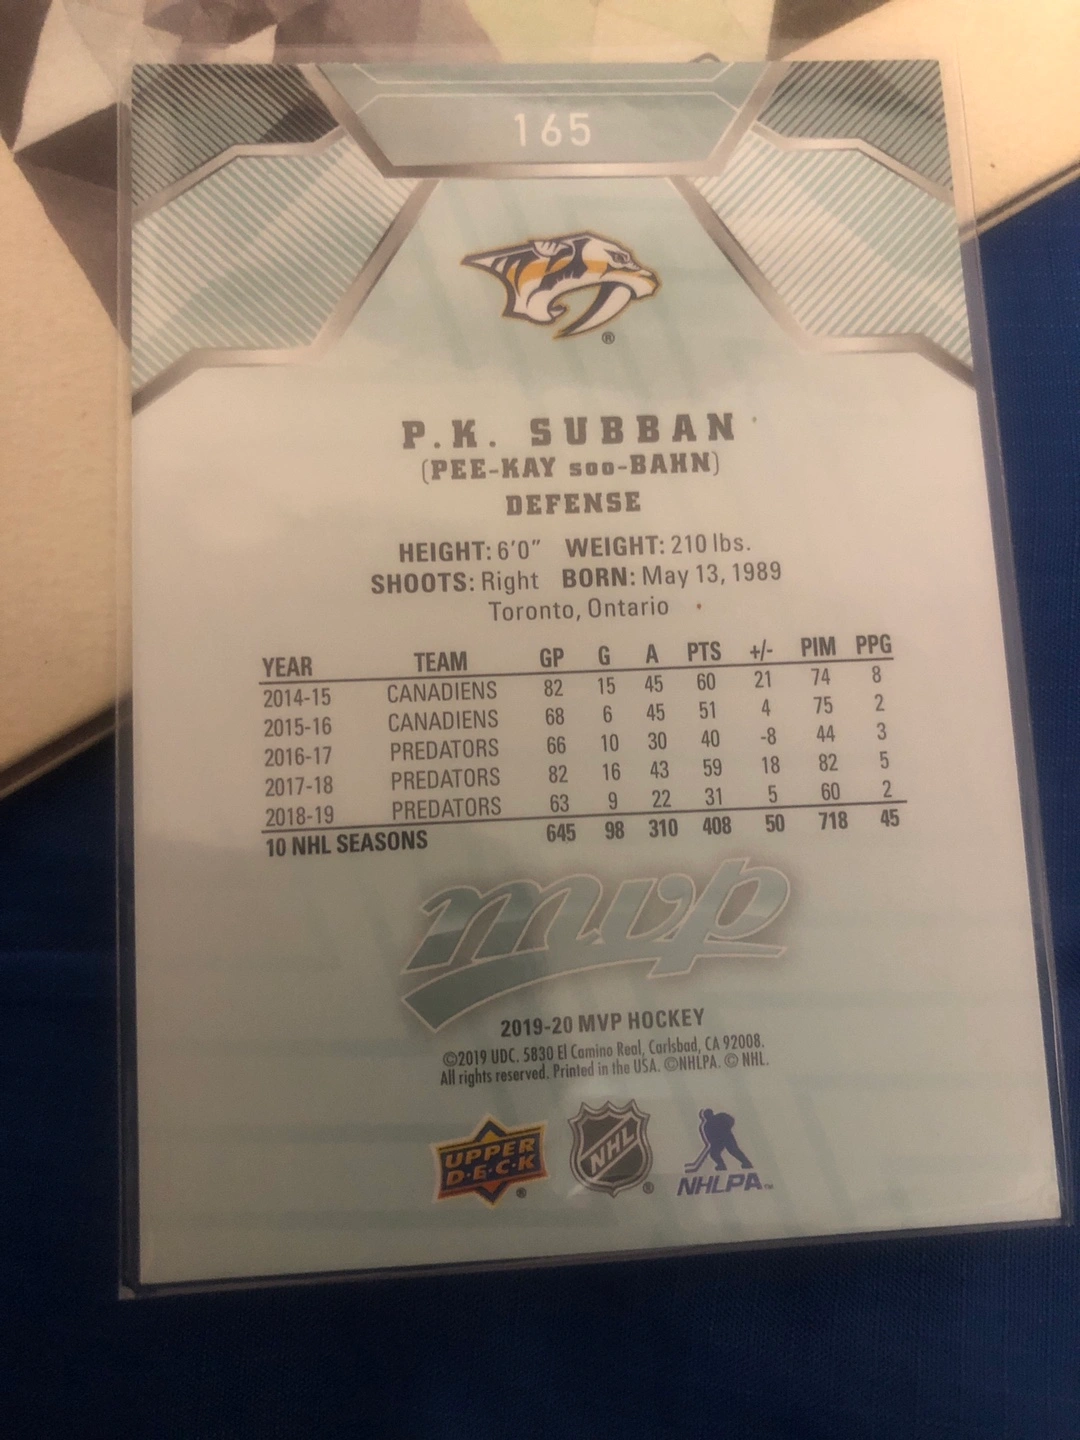 165
®
P.K. SUBBAN
(PEE-KAY soo-BAHN)
DEFENSE
HEIGHT: 6'0" WEIGHT: 210 lbs.
SHOOTS: Right BORN: May 13, 1989
Toronto, Ontario
YEAR TEAM GP G A PTS +/- PIM PPG
2014-15 CANADIENS 82 15 45 60 21 74 8
2015-16 CANADIENS 68 6 45 51 4 75 2
2016-17 PREDATORS 66 10 30 40 -8 44 3
2017-18 PREDATORS 82 16 43 59 18 82 5
2018-19 PREDATORS 63 9 22 31 5 60 2
10 NHL SEASONS 645 98 310 408 50 718 45
mvp
2019-20 MVP HOCKEY
©2019 UDC. 5830 El Camino Real, Carlsbad, CA 92008.
All rights reserved. Printed in the USA. ©NHLPA. © NHL.
UPPER D·E·C·K ® NHL ® NHLPA™